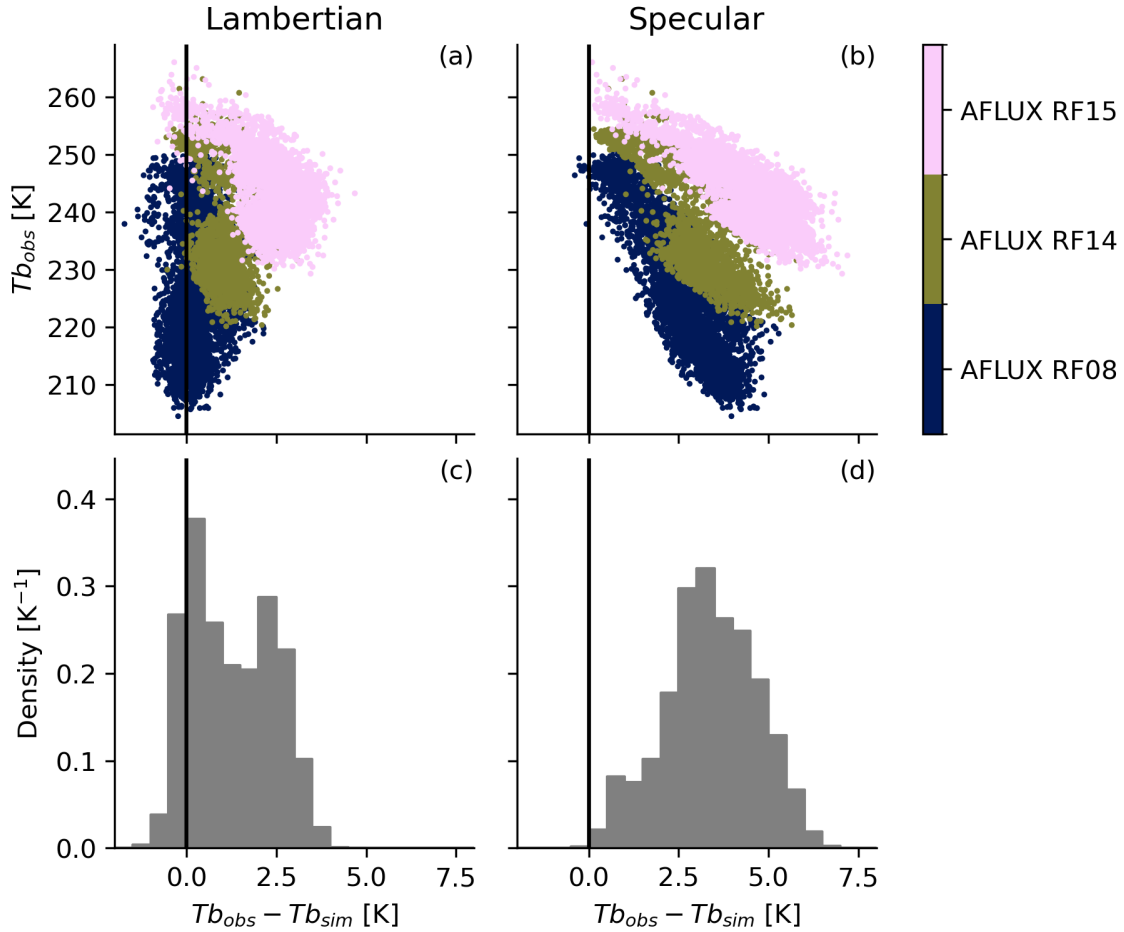 Lambertian
Specular
(a)
(b)
260
250
240
230
220
210
Tb_obs [K]
AFLUX RF15
AFLUX RF14
AFLUX RF08
(c)
(d)
0.4
0.3
0.2
0.1
0.0
Density [K⁻¹]
0.0 2.5 5.0 7.5
0.0 2.5 5.0 7.5
Tb_obs − Tb_sim [K]
Tb_obs − Tb_sim [K]